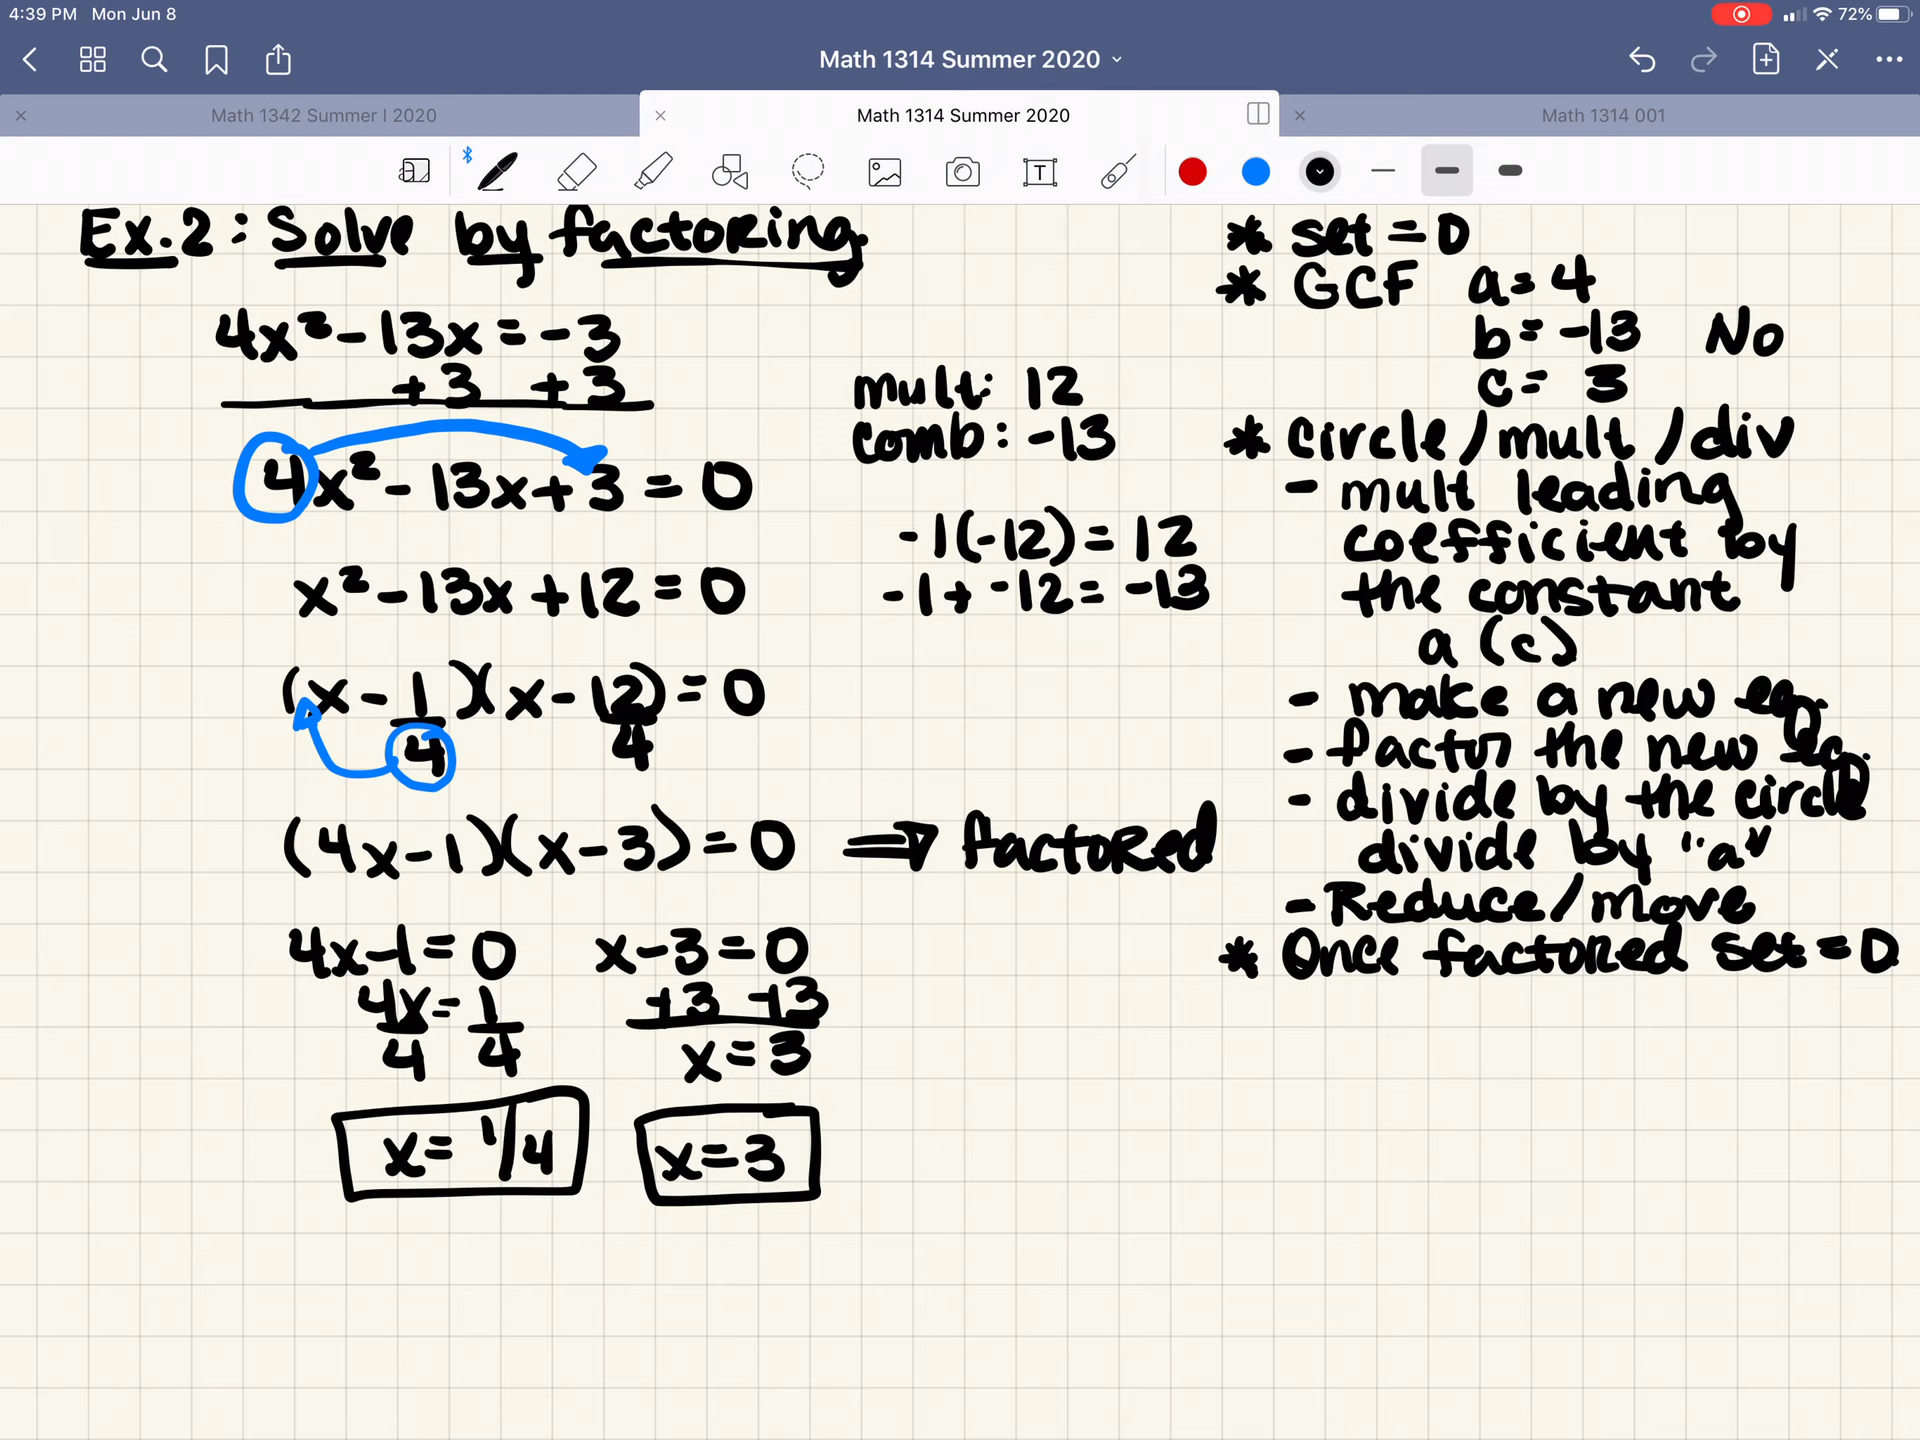 4:39 PM Mon Jun 8
72%
Math 1314 Summer 2020
Math 1342 Summer I 2020
Math 1314 Summer 2020
Math 1314 001
Ex.2: Solve by factoring
4x² - 13x = -3
+3 +3
4x² - 13x + 3 = 0
x² - 13x + 12 = 0
(x - 1/4)(x - 12/4) = 0
(4x - 1)(x - 3) = 0 ⇒ factored
4x - 1 = 0
4x/4 = 1/4
x = 1/4
x - 3 = 0
+3 +3
x = 3
x = 3
mult: 12
comb: -13
-1(-12) = 12
-1 + -12 = -13
* set = 0
* GCF a = 4
b = -13 No
c = 3
* circle/mult/div
- mult leading
coefficient by
the constant
a(c)
- make a new eq.
- factor the new eq.
- divide by the circle
divide by "a"
- Reduce/move
* Once factored set = 0